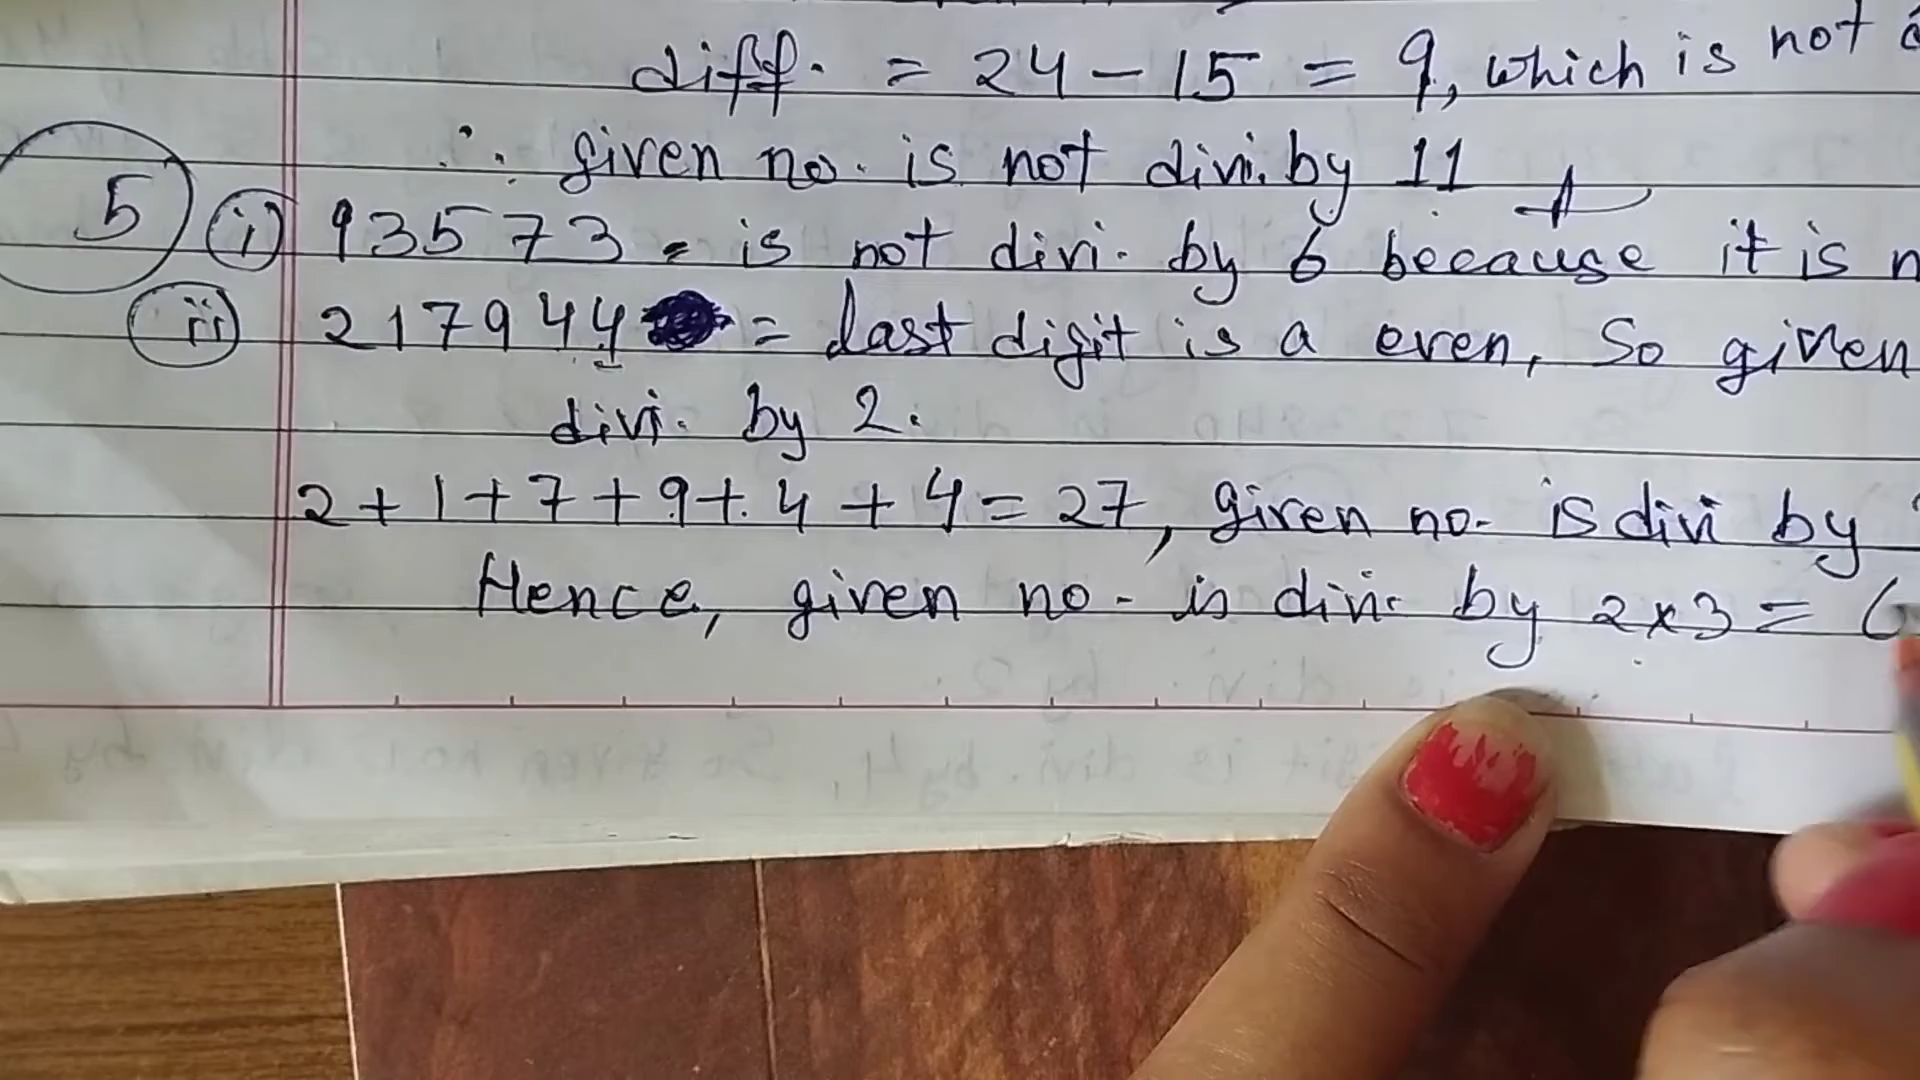 diff. = 24 - 15 = 9, which is not
∴ given no. is not divi. by 11
5 (i) 93573 = is not divi. by 6 because it is
(ii) 217944 = last digit is a even, So given
divi. by 2.
2 + 1 + 7 + 9 + 4 + 4 = 27, given no. is divi by
Hence, given no. is divi. by 2 × 3 = 6